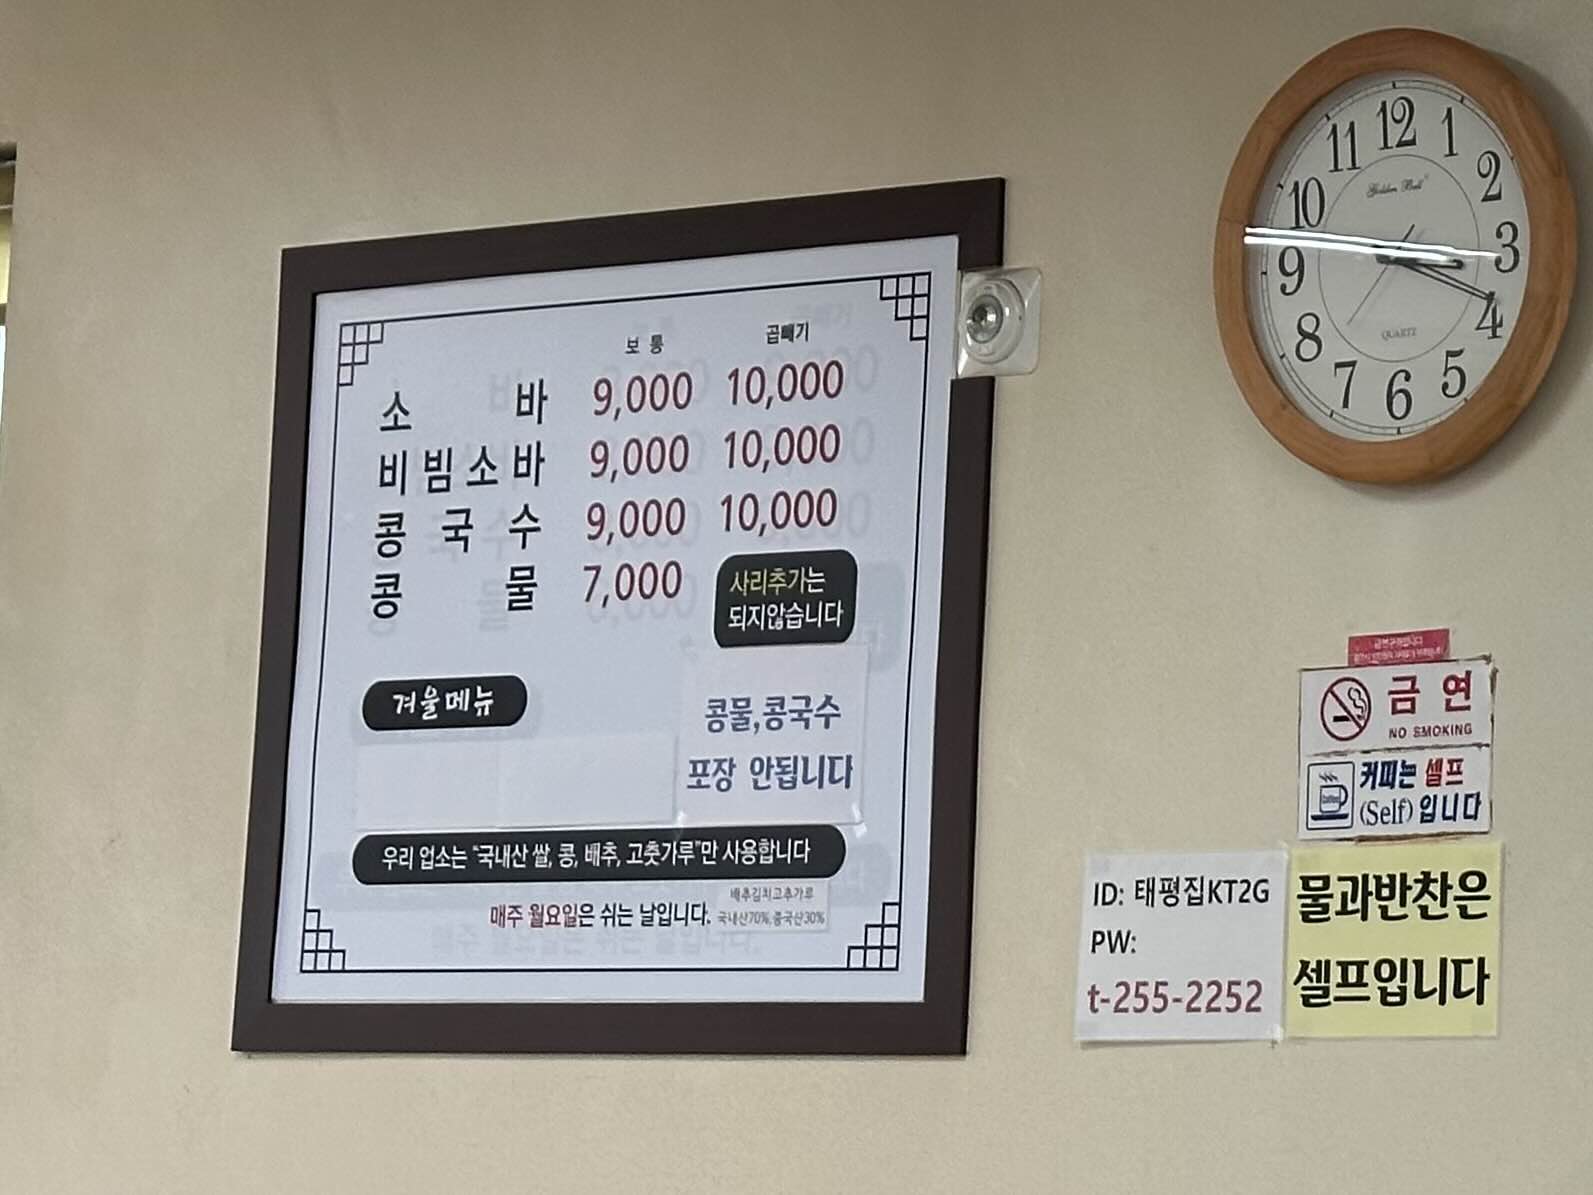 보통 곱빼기
소 바 9,000 10,000
비빔소바 9,000 10,000
콩국수 9,000 10,000
콩 물 7,000
사리추가는
되지않습니다
겨울메뉴
콩물,콩국수
포장 안됩니다
우리 업소는 "국내산 쌀, 콩, 배추, 고춧가루"만 사용합니다
매주 월요일은 쉬는 날입니다.
배추김치고추가루
국내산70%,중국산30%
12
1
2
3
4
5
6
7
8
9
10
11
Golden Bell
QUARTZ
금연
NO SMOKING
커피는 셀프
(Self)입니다
ID: 태평집KT2G
PW:
t-255-2252
물과반찬은
셀프입니다